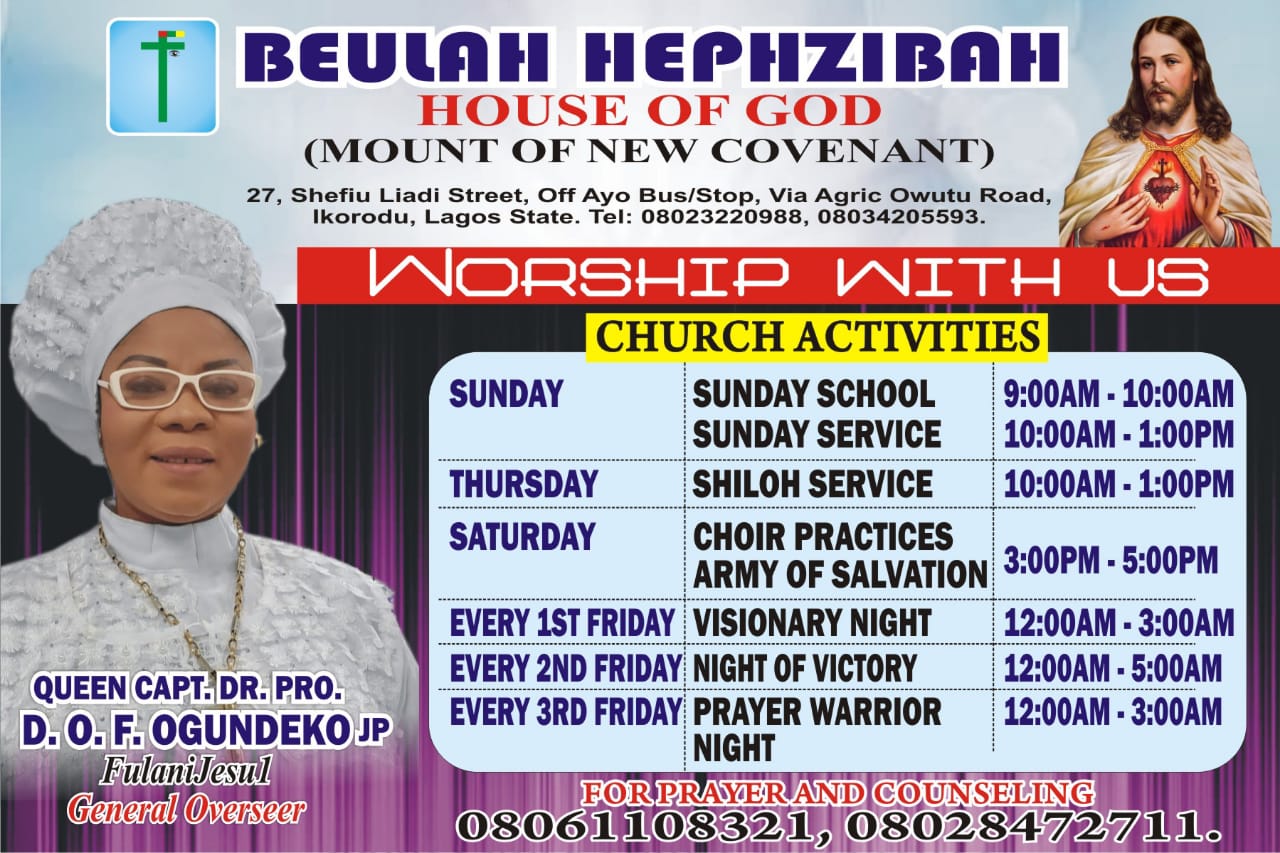 BEULAH HEPHZIBAH
HOUSE OF GOD
(MOUNT OF NEW COVENANT)
27, Shefiu Liadi Street, Off Ayo Bus/Stop, Via Agric Owutu Road,
Ikorodu, Lagos State. Tel: 08023220988, 08034205593.
WORSHIP WITH US
CHURCH ACTIVITIES
SUNDAY SUNDAY SCHOOL 9:00AM - 10:00AM
SUNDAY SERVICE 10:00AM - 1:00PM
THURSDAY SHILOH SERVICE 10:00AM - 1:00PM
SATURDAY CHOIR PRACTICES
ARMY OF SALVATION 3:00PM - 5:00PM
EVERY 1ST FRIDAY VISIONARY NIGHT 12:00AM - 3:00AM
EVERY 2ND FRIDAY NIGHT OF VICTORY 12:00AM - 5:00AM
EVERY 3RD FRIDAY PRAYER WARRIOR 12:00AM - 3:00AM
NIGHT
QUEEN CAPT. DR. PRO.
D. O. F. OGUNDEKO JP
FulaniJesu1
General Overseer
FOR PRAYER AND COUNSELING
08061108321, 08028472711.